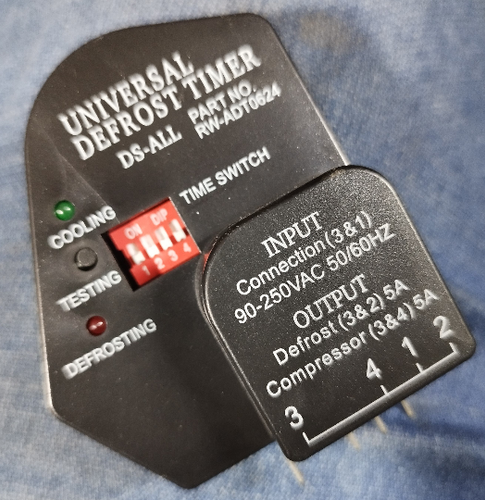 UNIVERSAL
DEFROST TIMER
DS-ALL
PART NO.
RW-ADT0624
TIME SWITCH
COOLING
TESTING
DEFROSTING
ON DIP
1 2 3 4
INPUT
Connection (3&1)
90-250VAC 50/60HZ
OUTPUT
Defrost (3&2) 5A
Compressor (3&4) 5A
3 4 1 2